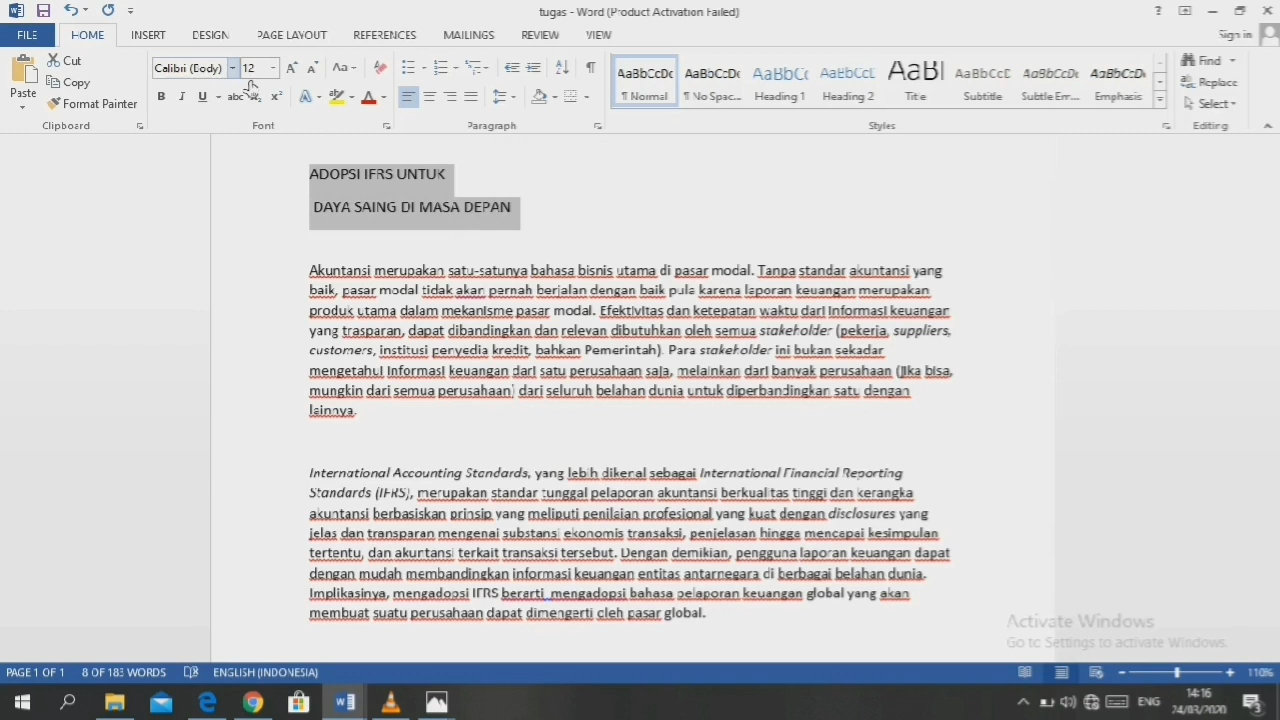 tugas - Word (Product Activation Failed)
?
FILE HOME INSERT DESIGN PAGE LAYOUT REFERENCES MAILINGS REVIEW VIEW Sign in
Paste
Cut
Copy
Format Painter
Clipboard
Calibri (Body) 12
Aa
B I U abc x₂ x²
A A
Font
Paragraph
AaBbCcDc AaBbCcDc AaBbCc AaBbCcC AaBl AaBbCcC AaBbCcDc AaBbCcDc
¶ Normal ¶ No Spac... Heading 1 Heading 2 Title Subtitle Subtle Em... Emphasis
Styles
Find
Replace
Select
Editing
ADOPSI IFRS UNTUK
DAYA SAING DI MASA DEPAN
Akuntansi merupakan satu-satunya bahasa bisnis utama di pasar modal. Tanpa standar akuntansi yang
baik, pasar modal tidak akan pernah berjalan dengan baik pula karena laporan keuangan merupakan
produk utama dalam mekanisme pasar modal. Efektivitas dan ketepatan waktu dari informasi keuangan
yang trasparan, dapat dibandingkan dan relevan dibutuhkan oleh semua stakeholder (pekerja, suppliers,
customers, institusi penyedia kredit, bahkan Pemerintah). Para stakeholder ini bukan sekadar
mengetahui informasi keuangan dari satu perusahaan saja, melainkan dari banyak perusahaan (jika bisa,
mungkin dari semua perusahaan) dari seluruh belahan dunia untuk diperbandingkan satu dengan
lainnya.
International Accounting Standards, yang lebih dikenal sebagai International Financial Reporting
Standards (IFRS), merupakan standar tunggal pelaporan akuntansi berkualitas tinggi dan kerangka
akuntansi berbasiskan prinsip yang meliputi penilaian profesional yang kuat dengan disclosures yang
jelas dan transparan mengenai substansi ekonomis transaksi, penjelasan hingga mencapai kesimpulan
tertentu, dan akuntansi terkait transaksi tersebut. Dengan demikian, pengguna laporan keuangan dapat
dengan mudah membandingkan informasi keuangan entitas antarnegara di berbagai belahan dunia.
Implikasinya, mengadopsi IFRS berarti mengadopsi bahasa pelaporan keuangan global yang akan
membuat suatu perusahaan dapat dimengerti oleh pasar global.
Activate Windows
Go to Settings to activate Windows.
PAGE 1 OF 1 8 OF 183 WORDS ENGLISH (INDONESIA) 110%
ENG
14:16
24/03/2020
3